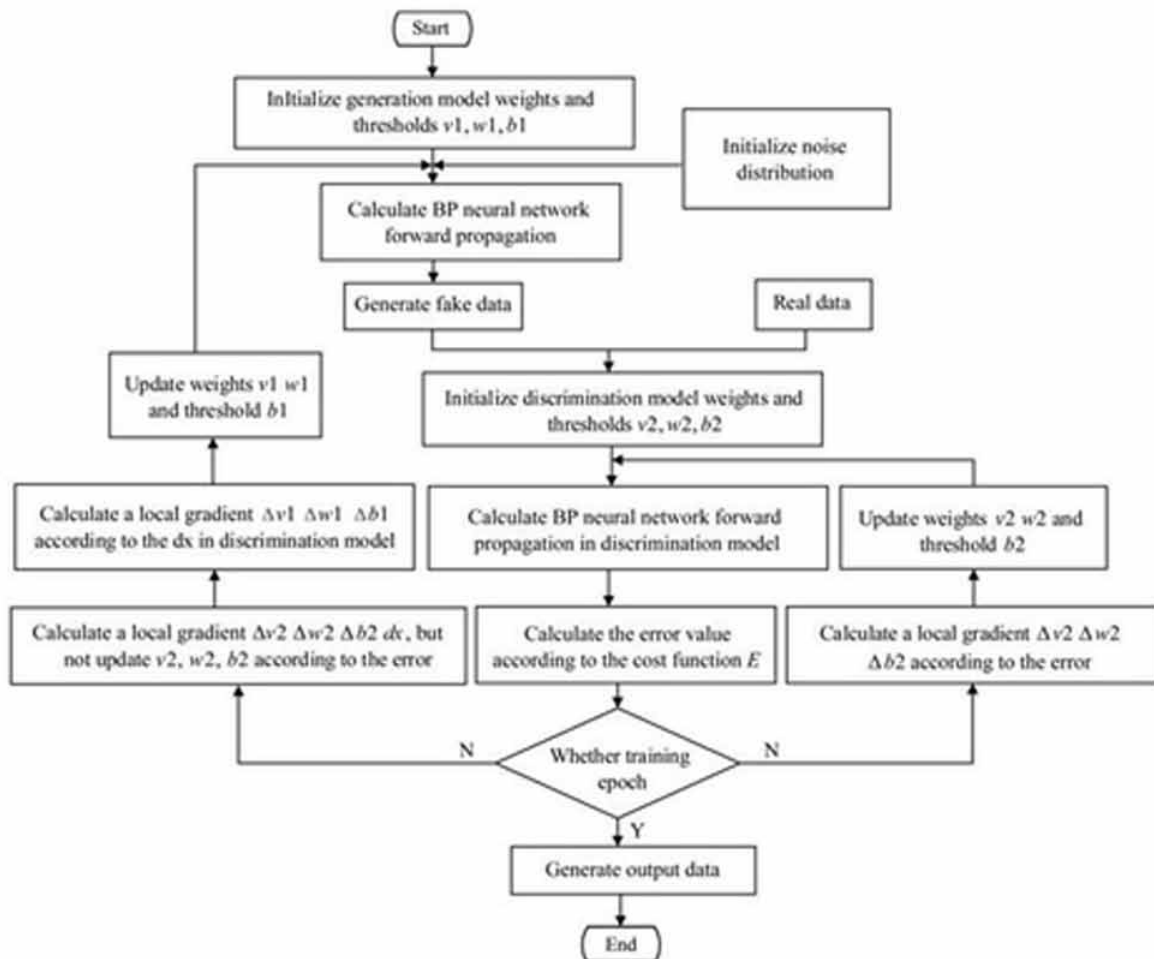 Start
InItialize generation model weights and
thresholds v1, w1, b1
Initialize noise
distribution
Calculate BP neural network
forward propagation
Generate fake data
Real data
Update weights v1 w1
and threshold b1
Initialize discrimination model weights and
thresholds v2, w2, b2
Calculate a local gradient Δv1 Δw1 Δb1
according to the dx in discrimination model
Calculate BP neural network forward
propagation in discrimination model
Update weights v2 w2 and
threshold b2
Calculate a local gradient Δv2 Δw2 Δb2 dx, but
not update v2, w2, b2 according to the error
Calculate the error value
according to the cost function E
Calculate a local gradient Δv2 Δw2
Δb2 according to the error
N
Whether training
epoch
N
Y
Generate output data
End